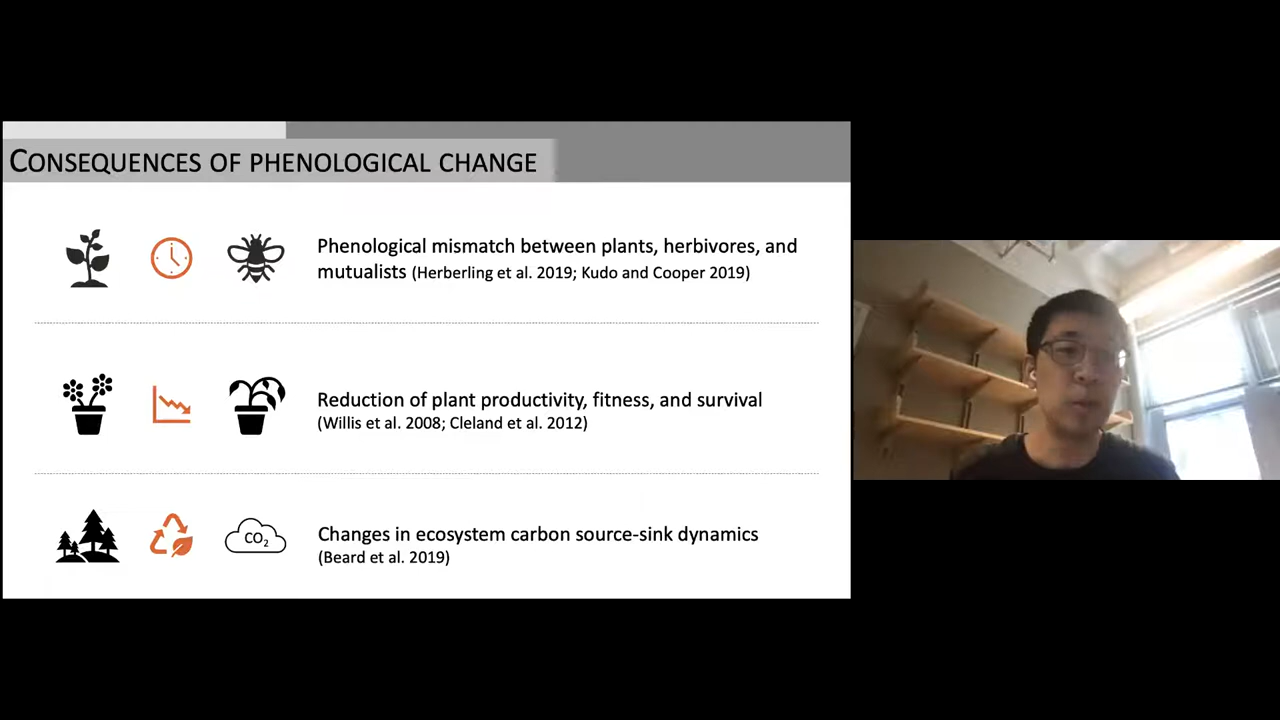 CONSEQUENCES OF PHENOLOGICAL CHANGE
Phenological mismatch between plants, herbivores, and
mutualists (Herberling et al. 2019; Kudo and Cooper 2019)
Reduction of plant productivity, fitness, and survival
(Willis et al. 2008; Cleland et al. 2012)
CO₂
Changes in ecosystem carbon source-sink dynamics
(Beard et al. 2019)